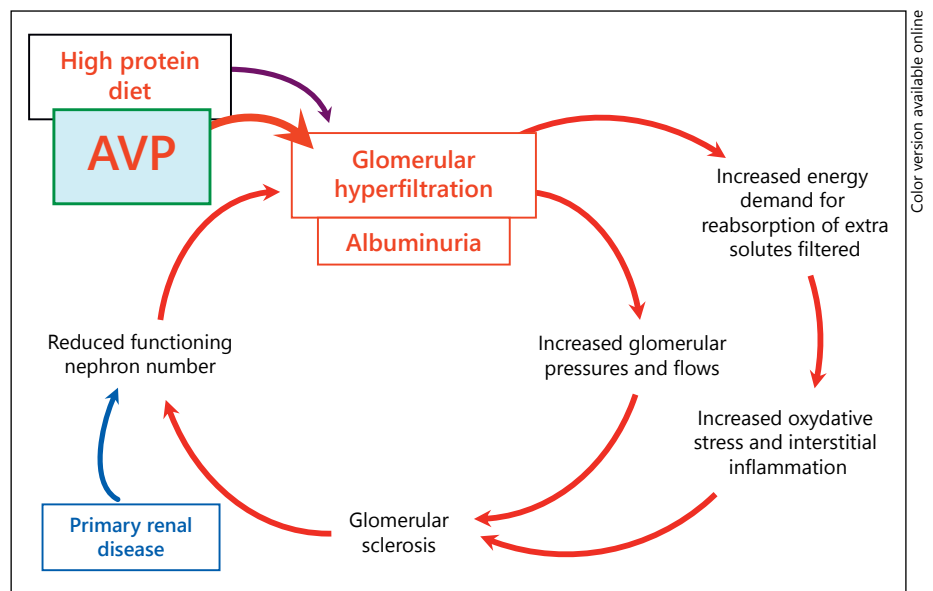 High protein
diet
AVP
Glomerular
hyperfiltration
Albuminuria
Increased energy
demand for
reabsorption of extra
solutes filtered
Reduced functioning
nephron number
Increased glomerular
pressures and flows
Increased oxydative
stress and interstitial
inflammation
Glomerular
sclerosis
Primary renal
disease
Color version available online